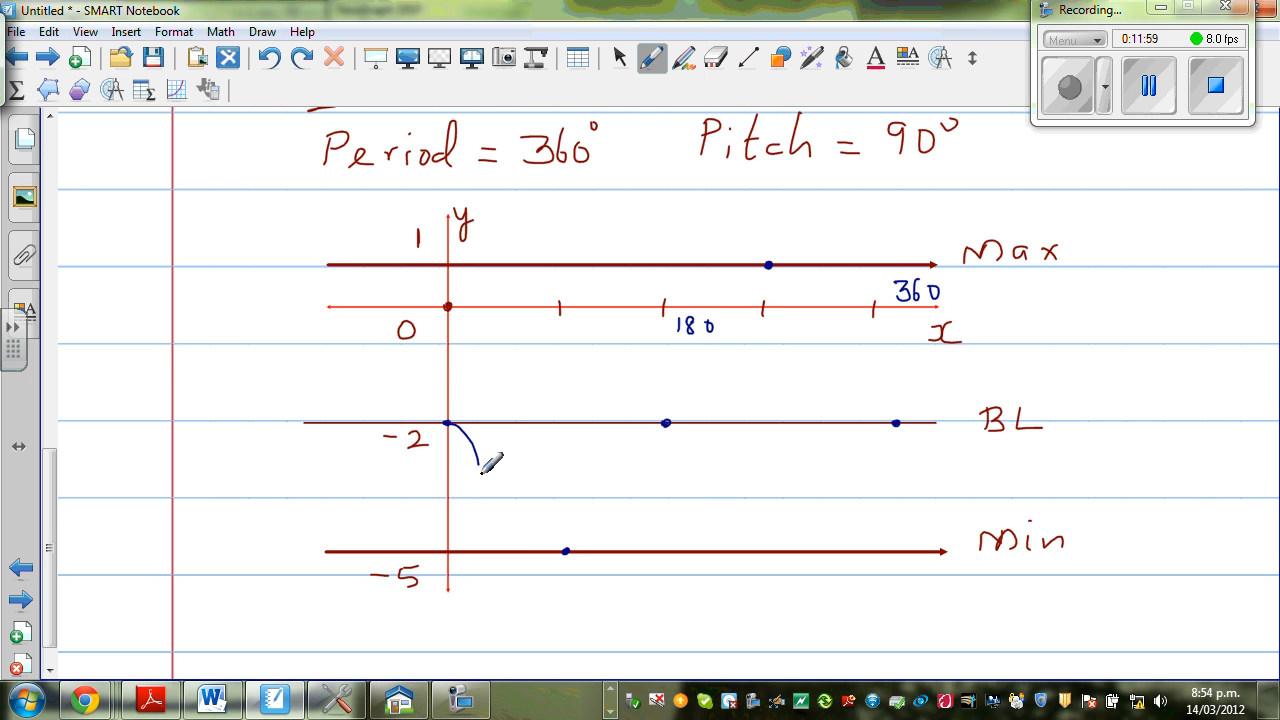 Untitled * - SMART Notebook
Recording...
File Edit View Insert Format Math Draw Help
Menu 0:11:59 8.0 fps
Period = 360° Pitch = 90°
y
1 Max
360
0 180 x
-2 BL
Min
-5
8:54 p.m.
14/03/2012